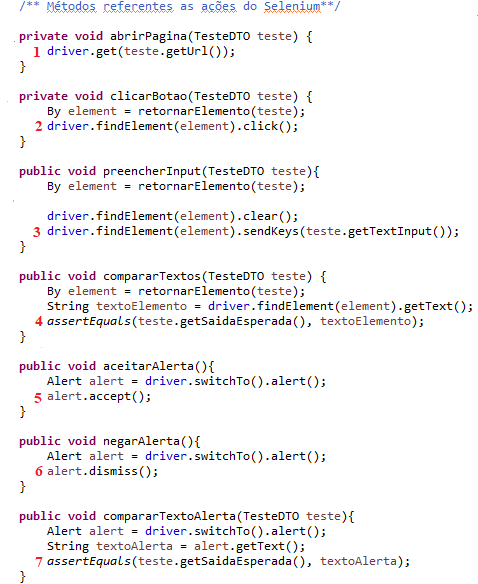 /** Métodos referentes as ações do Selenium**/
private void abrirPagina(TesteDTO teste) {
1 driver.get(teste.getUrl());
}
private void clicarBotao(TesteDTO teste) {
By element = retornarElemento(teste);
2 driver.findElement(element).click();
}
public void preencherInput(TesteDTO teste){
By element = retornarElemento(teste);
driver.findElement(element).clear();
3 driver.findElement(element).sendKeys(teste.getTextInput());
}
public void compararTextos(TesteDTO teste) {
By element = retornarElemento(teste);
String textoElemento = driver.findElement(element).getText();
4 assertEquals(teste.getSaidaEsperada(), textoElemento);
}
public void aceitarAlerta(){
Alert alert = driver.switchTo().alert();
5 alert.accept();
}
public void negarAlerta(){
Alert alert = driver.switchTo().alert();
6 alert.dismiss();
}
public void compararTextoAlerta(TesteDTO teste){
Alert alert = driver.switchTo().alert();
String textoAlerta = alert.getText();
7 assertEquals(teste.getSaidaEsperada(), textoAlerta);
}